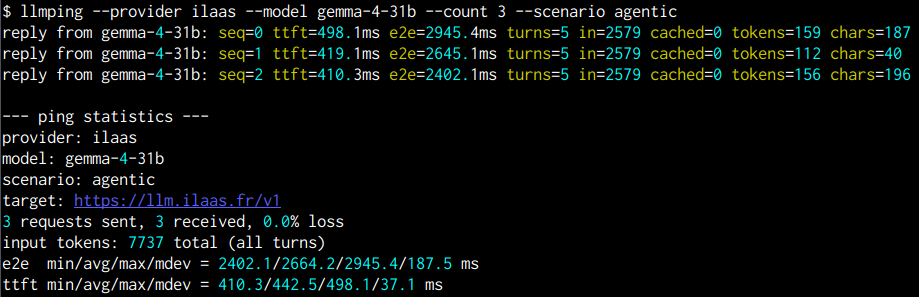 $ llmping --provider ilaas --model gemma-4-31b --count 3 --scenario agentic
reply from gemma-4-31b: seq=0 ttft=498.1ms e2e=2945.4ms turns=5 in=2579 cached=0 tokens=159 chars=187
reply from gemma-4-31b: seq=1 ttft=419.1ms e2e=2645.1ms turns=5 in=2579 cached=0 tokens=112 chars=40
reply from gemma-4-31b: seq=2 ttft=410.3ms e2e=2402.1ms turns=5 in=2579 cached=0 tokens=156 chars=196
--- ping statistics ---
provider: ilaas
model: gemma-4-31b
scenario: agentic
target: https://llm.ilaas.fr/v1
3 requests sent, 3 received, 0.0% loss
input tokens: 7737 total (all turns)
e2e  min/avg/max/mdev = 2402.1/2664.2/2945.4/187.5 ms
ttft min/avg/max/mdev = 410.3/442.5/498.1/37.1 ms